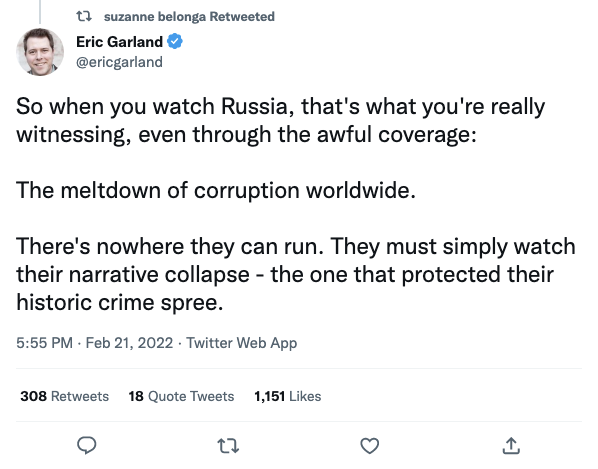 suzanne belonga Retweeted
Eric Garland
@ericgarland
So when you watch Russia, that's what you're really
witnessing, even through the awful coverage:
The meltdown of corruption worldwide.
There's nowhere they can run. They must simply watch
their narrative collapse - the one that protected their
historic crime spree.
5:55 PM · Feb 21, 2022 · Twitter Web App
308 Retweets 18 Quote Tweets 1,151 Likes